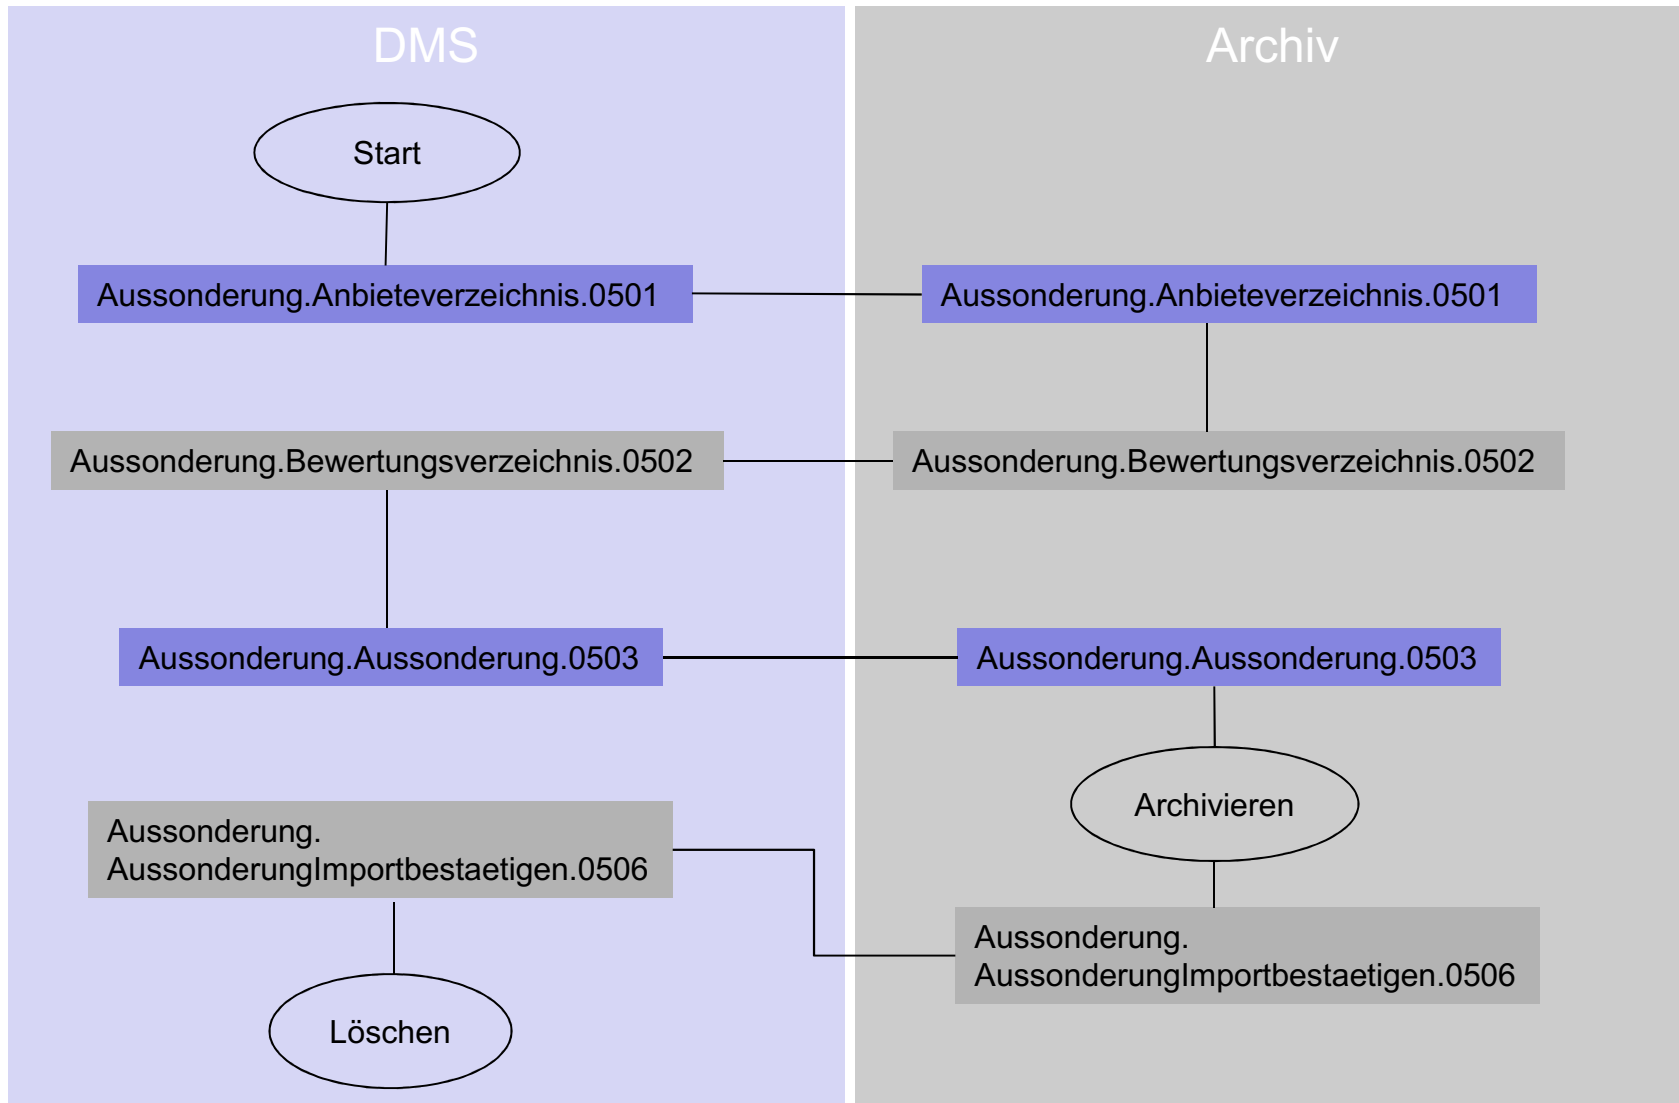 DMS
Archiv
Start
Aussonderung.Anbieteverzeichnis.0501
Aussonderung.Anbieteverzeichnis.0501
Aussonderung.Bewertungsverzeichnis.0502
Aussonderung.Bewertungsverzeichnis.0502
Aussonderung.Aussonderung.0503
Aussonderung.Aussonderung.0503
Archivieren
Aussonderung.
AussonderungImportbestaetigen.0506
Aussonderung.
AussonderungImportbestaetigen.0506
Löschen